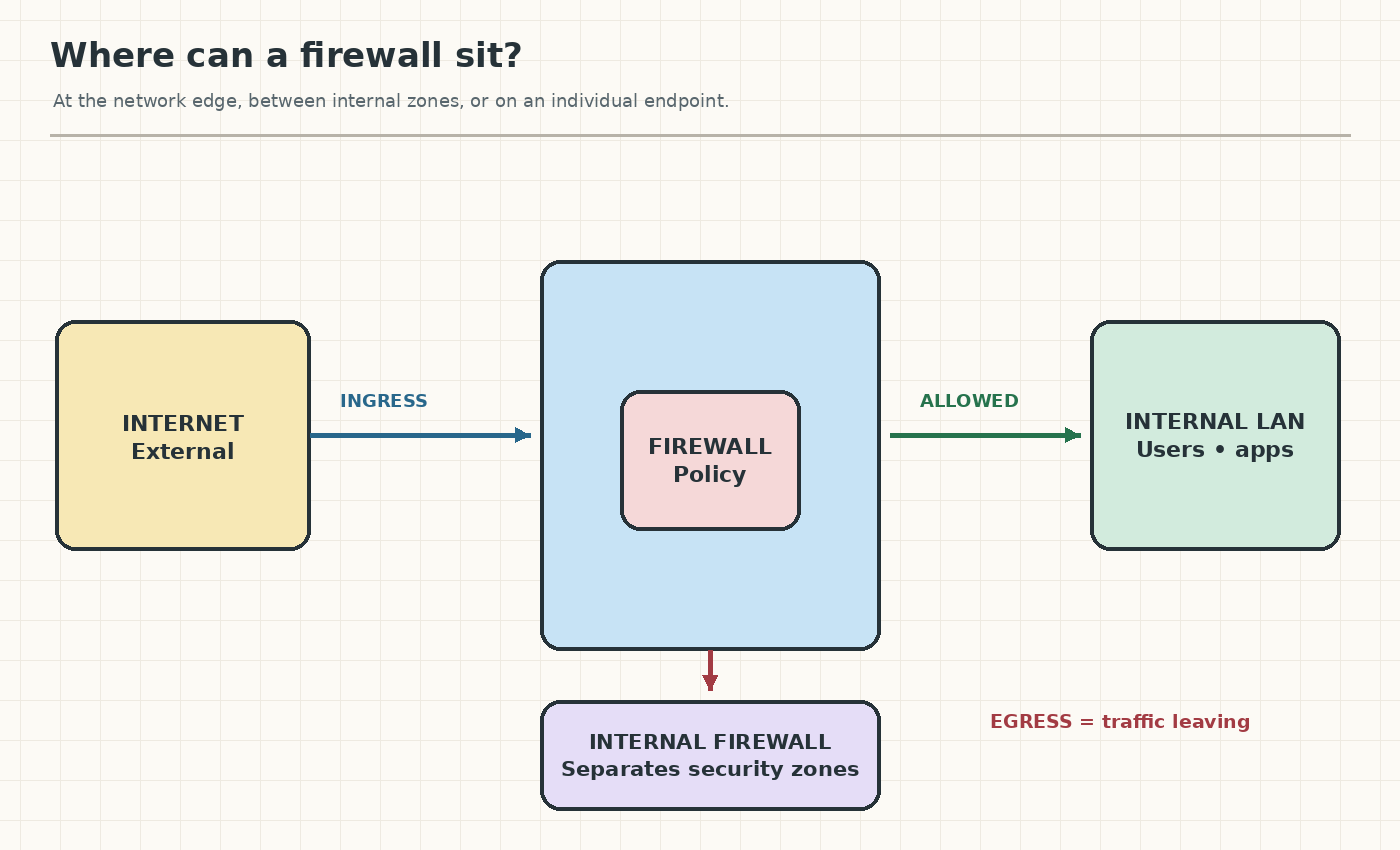 Where can a firewall sit?
At the network edge, between internal zones, or on an individual endpoint.
INTERNET
External
INGRESS
FIREWALL
Policy
ALLOWED
INTERNAL LAN
Users • apps
INTERNAL FIREWALL
Separates security zones
EGRESS = traffic leaving